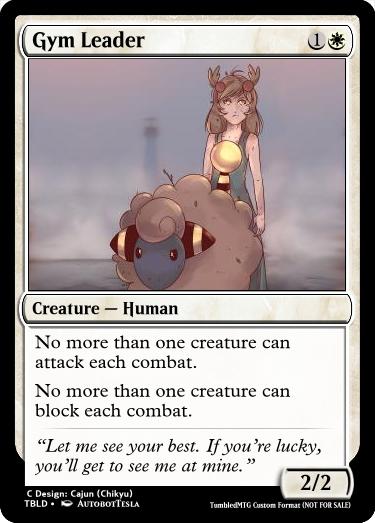 Gym Leader 1
Creature — Human
No more than one creature can
attack each combat.
No more than one creature can
block each combat.
“Let me see your best. If you’re lucky,
you’ll get to see me at mine.”
2/2
C Design: Cajun (Chikyu)
TBLD • AUTOBOTTESLA
TumbledMTG Custom Format (NOT FOR SALE)